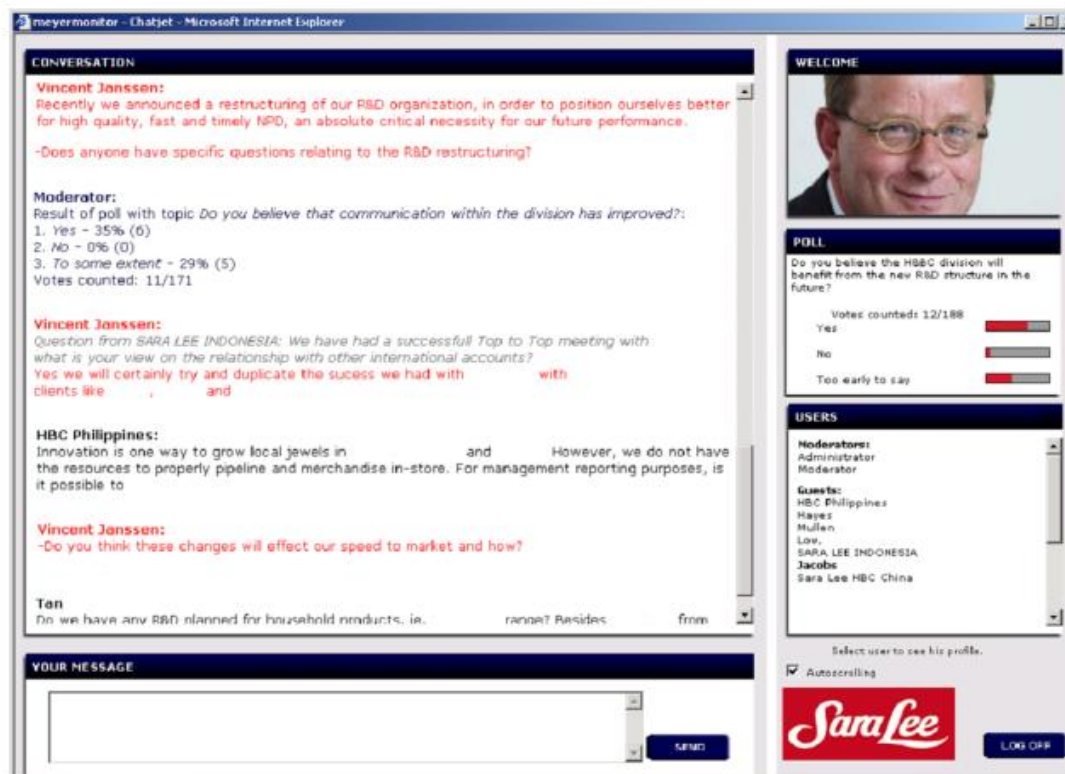 meyermonitor - Chatjet - Microsoft Internet Explorer
CONVERSATION
Vincent Janssen:
Recently we announced a restructuring of our R&D organization, in order to position ourselves better
for high quality, fast and timely NPD, an absolute critical necessity for our future performance.
-Does anyone have specific questions relating to the R&D restructuring?
Moderator:
Result of poll with topic Do you believe that communication within the division has improved?:
1. Yes - 35% (6)
2. No - 0% (0)
3. To some extent - 29% (5)
Votes counted: 11/171
Vincent Janssen:
Question from SARA LEE INDONESIA: We have had a successfull Top to Top meeting with
what is your view on the relationship with other international accounts?
Yes we will certainly try and duplicate the sucess we had with with
clients like , and
HBC Philippines:
Innovation is one way to grow local jewels in and However, we do not have
the resources to properly pipeline and merchandise in-store. For management reporting purposes, is
it possible to
Vincent Janssen:
-Do you think these changes will effect our speed to market and how?
Tan
Do we have any R&D planned for household products, ie. range? Besides from
YOUR MESSAGE
SEND
WELCOME
POLL
Do you believe the H&BC division will
benefit from the new R&D structure in the
future?
Votes counted: 12/188
Yes
No
Too early to say
USERS
Moderators:
Administrator
Moderator
Guests:
HBC Philippines
Hayes
Mullen
Low,
SARA LEE INDONESIA
Jacobs
Sara Lee HBC China
Select user to see his profile.
Autoscrolling
Sara Lee
LOG OFF